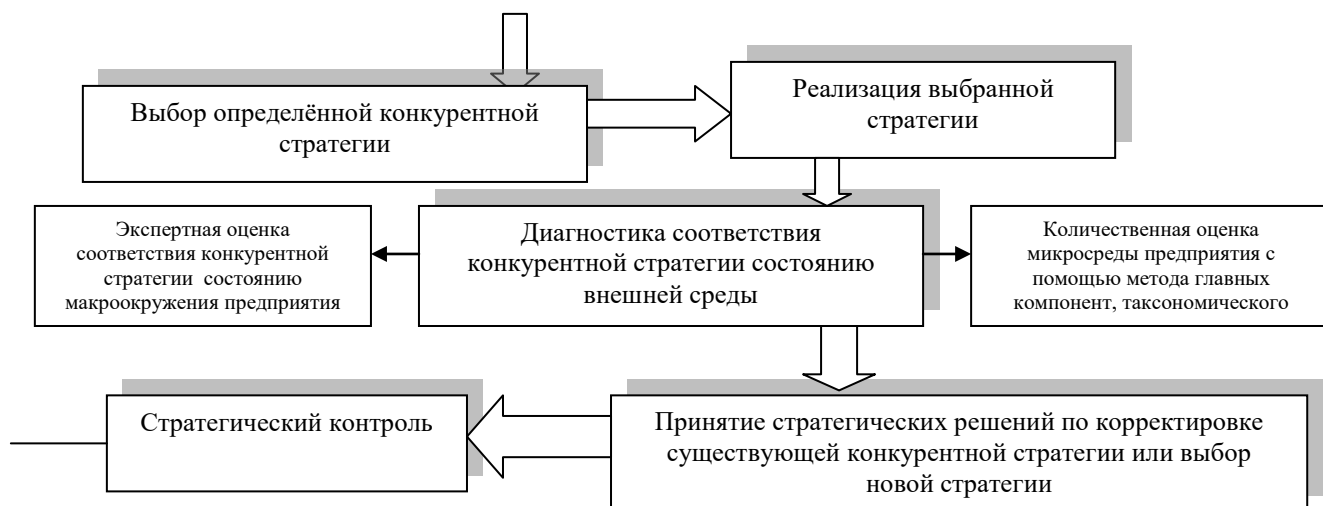 Выбор определённой конкурентной
стратегии
Реализация выбранной
стратегии
Экспертная оценка
соответствия конкурентной
стратегии состоянию
макроокружения предприятия
Диагностика соответствия
конкурентной стратегии состоянию
внешней среды
Количественная оценка
микросреды предприятия с
помощью метода главных
компонент, таксономического
Стратегический контроль
Принятие стратегических решений по корректировке
существующей конкурентной стратегии или выбор
новой стратегии